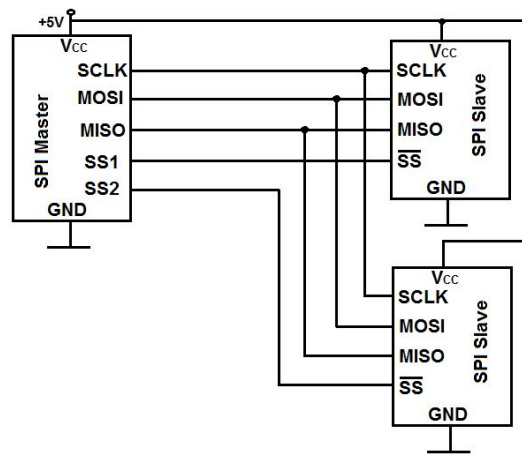 +5V
VCC
SCLK
MOSI
MISO
SS1
SS2
GND
SPI Master
VCC
SCLK
MOSI
MISO
SS
GND
SPI Slave
VCC
SCLK
MOSI
MISO
SS
GND
SPI Slave